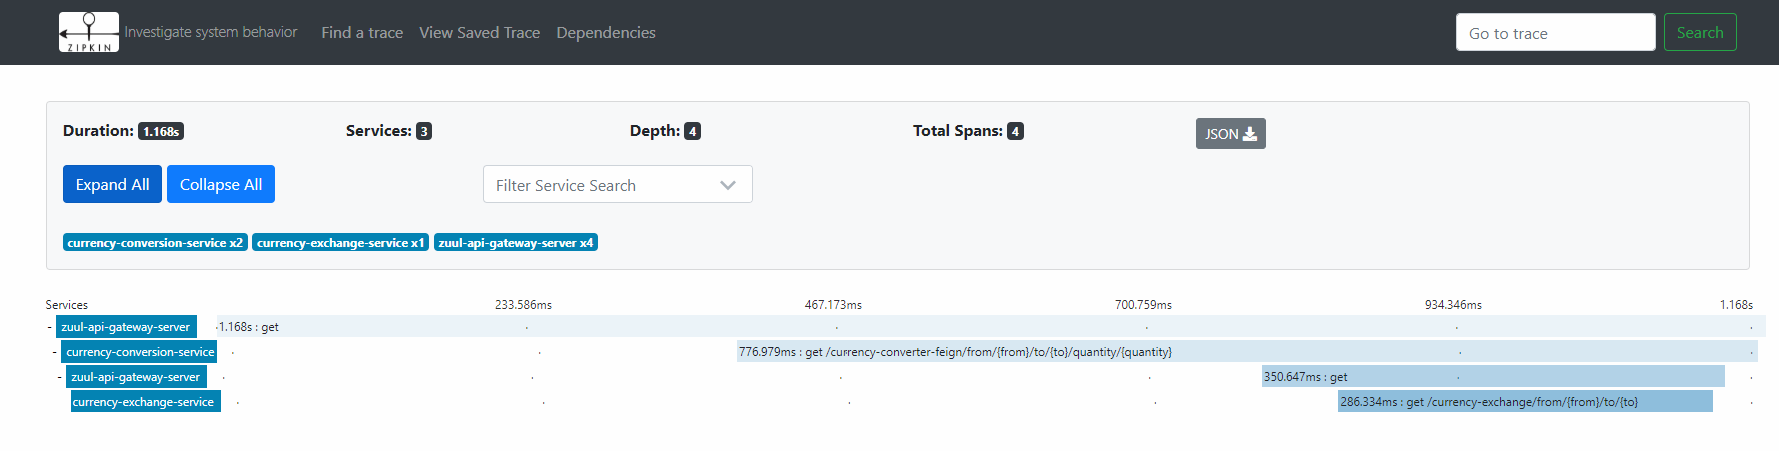 ZIPKIN Investigate system behavior Find a trace View Saved Trace Dependencies Go to trace Search
Duration: 1.168s Services: 3 Depth: 4 Total Spans: 4 JSON
Expand All Collapse All Filter Service Search
currency-conversion-service x2 currency-exchange-service x1 zuul-api-gateway-server x4
Services 233.586ms 467.173ms 700.759ms 934.346ms 1.168s
- zuul-api-gateway-server 1.168s : get
- currency-conversion-service 776.979ms : get /currency-converter-feign/from/{from}/to/{to}/quantity/{quantity}
- zuul-api-gateway-server 350.647ms : get
currency-exchange-service 286.334ms : get /currency-exchange/from/{from}/to/{to}